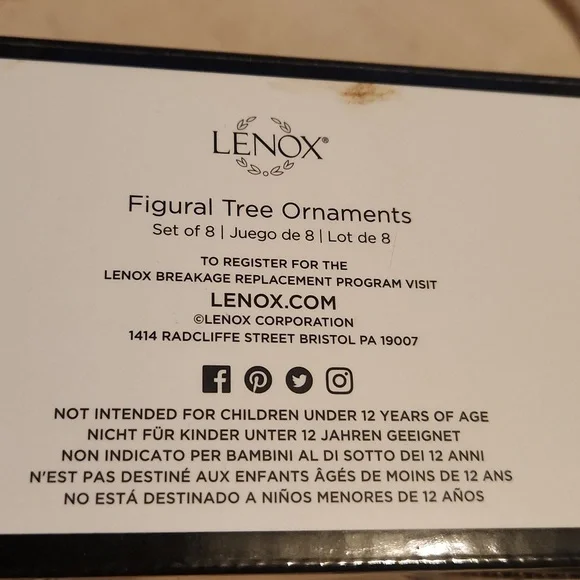 LENOX®
Figural Tree Ornaments
Set of 8 | Juego de 8 | Lot de 8
TO REGISTER FOR THE
LENOX BREAKAGE REPLACEMENT PROGRAM VISIT
LENOX.COM
©LENOX CORPORATION
1414 RADCLIFFE STREET BRISTOL PA 19007
NOT INTENDED FOR CHILDREN UNDER 12 YEARS OF AGE
NICHT FÜR KINDER UNTER 12 JAHREN GEEIGNET
NON INDICATO PER BAMBINI AL DI SOTTO DEI 12 ANNI
N'EST PAS DESTINÉ AUX ENFANTS ÂGÉS DE MOINS DE 12 ANS
NO ESTÁ DESTINADO A NIÑOS MENORES DE 12 AÑOS